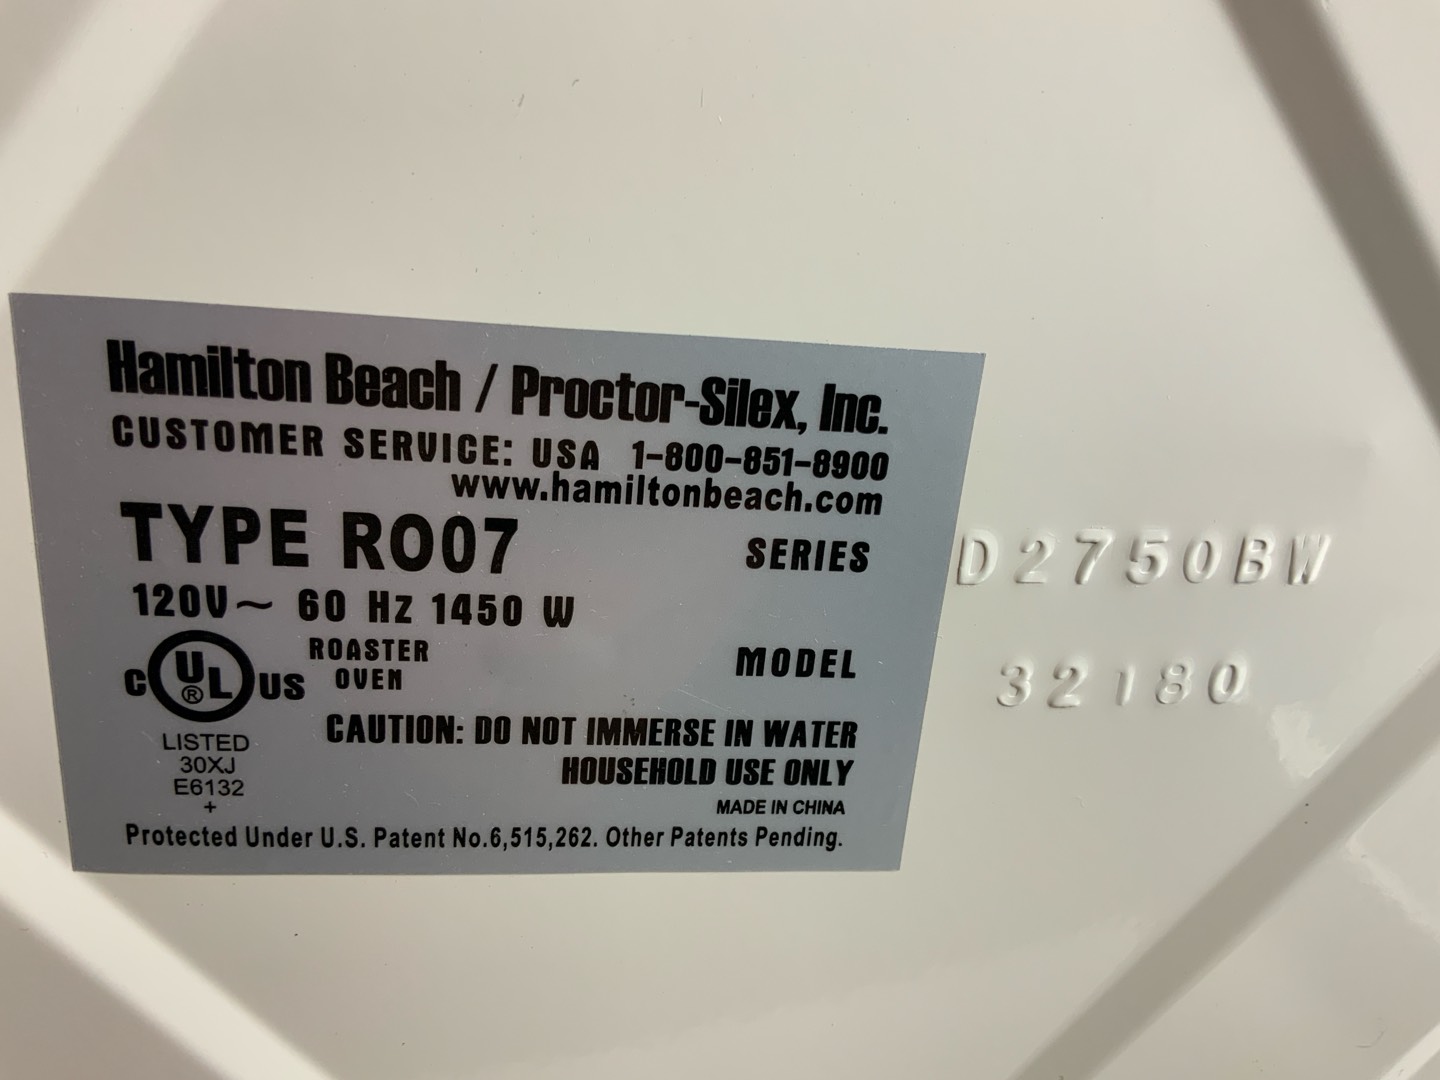 Hamilton Beach / Proctor-Silex, Inc.
CUSTOMER SERVICE: USA 1-800-851-8900
www.hamiltonbeach.com
TYPE RO07 SERIES D2750BW
120V~ 60 Hz 1450 W
ROASTER OVEN
MODEL 32180
C UL ® US
LISTED
30XJ
E6132
+
CAUTION: DO NOT IMMERSE IN WATER
HOUSEHOLD USE ONLY
MADE IN CHINA
Protected Under U.S. Patent No.6,515,262. Other Patents Pending.